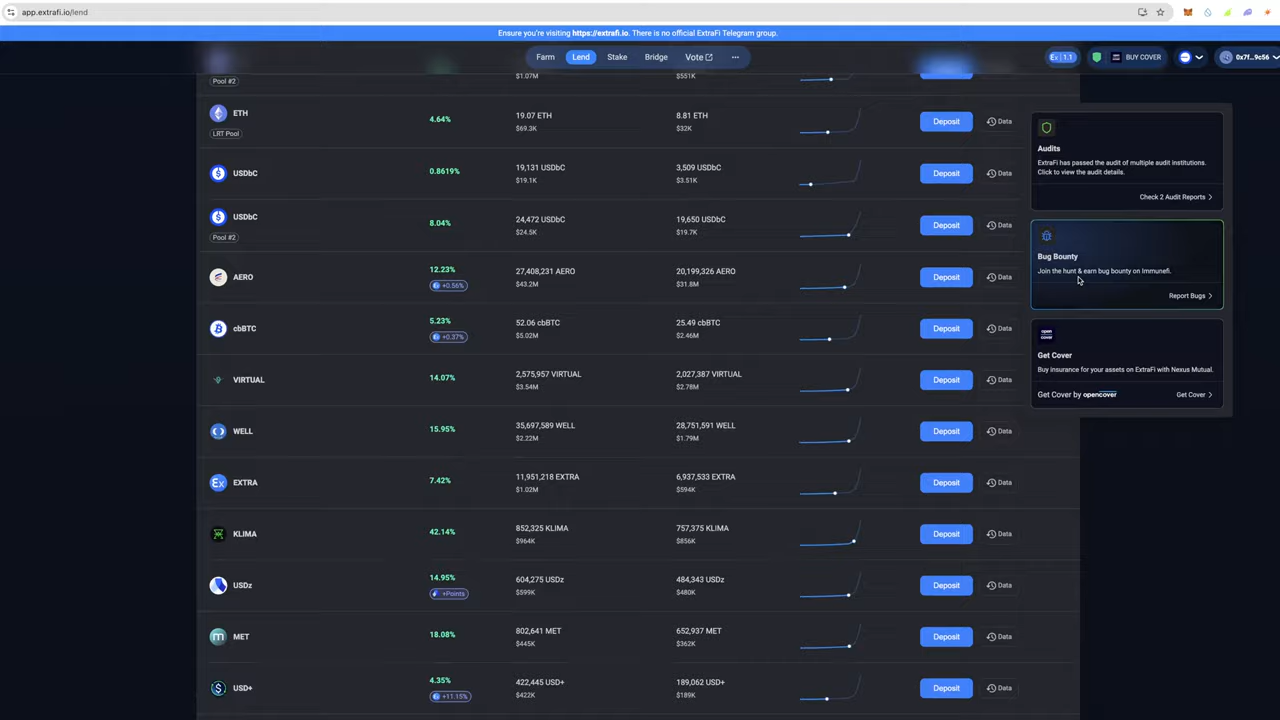 app.extrafi.io/lend
Ensure you're visiting https://extrafi.io. There is no official ExtraFi Telegram group.
Farm Lend Stake Bridge Vote ··· Ex | 1.1 BUY COVER 0x7f...9c56
Pool #2 $1.07M $551K
ETH 4.64% 19.07 ETH 8.81 ETH Deposit Data
LRT Pool $69.3K $32K
USDbC 0.8619% 19,131 USDbC 3,509 USDbC Deposit Data
$19.1K $3.51K
USDbC 8.04% 24,472 USDbC 19,650 USDbC Deposit Data
Pool #2 $24.5K $19.7K
AERO 12.23% 27,408,231 AERO 20,199,326 AERO Deposit Data
Ex +0.56% $43.2M $31.8M
cbBTC 5.23% 52.06 cbBTC 25.49 cbBTC Deposit Data
Ex +0.37% $5.02M $2.46M
VIRTUAL 14.07% 2,575,957 VIRTUAL 2,027,387 VIRTUAL Deposit Data
$3.54M $2.78M
WELL 15.95% 35,697,589 WELL 28,751,591 WELL Deposit Data
$2.22M $1.79M
Ex EXTRA 7.42% 11,951,218 EXTRA 6,937,533 EXTRA Deposit Data
$1.02M $594K
KLIMA 42.14% 852,325 KLIMA 757,375 KLIMA Deposit Data
$964K $856K
USDz 14.95% 604,275 USDz 484,343 USDz Deposit Data
+Points $599K $480K
MET 18.08% 802,641 MET 652,937 MET Deposit Data
$445K $362K
USD+ 4.35% 422,445 USD+ 189,062 USD+ Deposit Data
Ex +11.15% $422K $189K
Audits
ExtraFi has passed the audit of multiple audit institutions.
Click to view the audit details.
Check 2 Audit Reports
Bug Bounty
Join the hunt & earn bug bounty on Immunefi.
Report Bugs
open
cover
Get Cover
Buy insurance for your assets on ExtraFi with Nexus Mutual.
Get Cover by opencover Get Cover